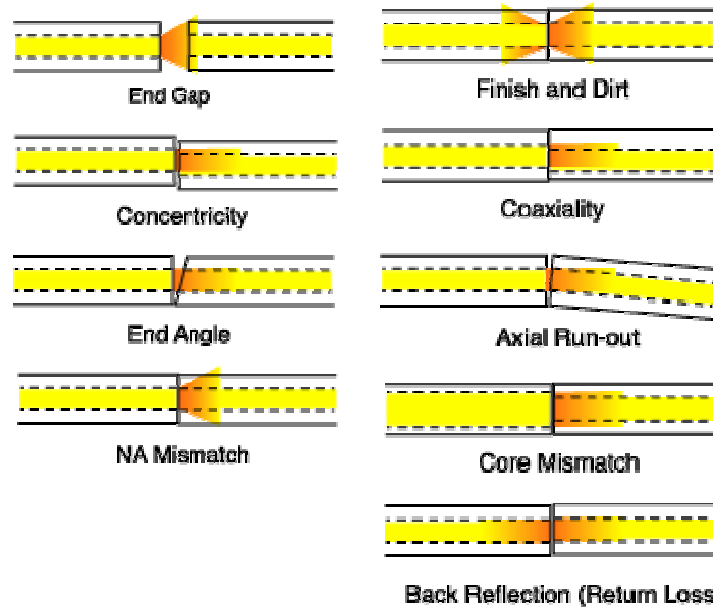 End Gap
Finish and Dirt
Concentricity
Coaxiality
End Angle
Axial Run-out
NA Mismatch
Core Mismatch
Back Reflection (Return Loss